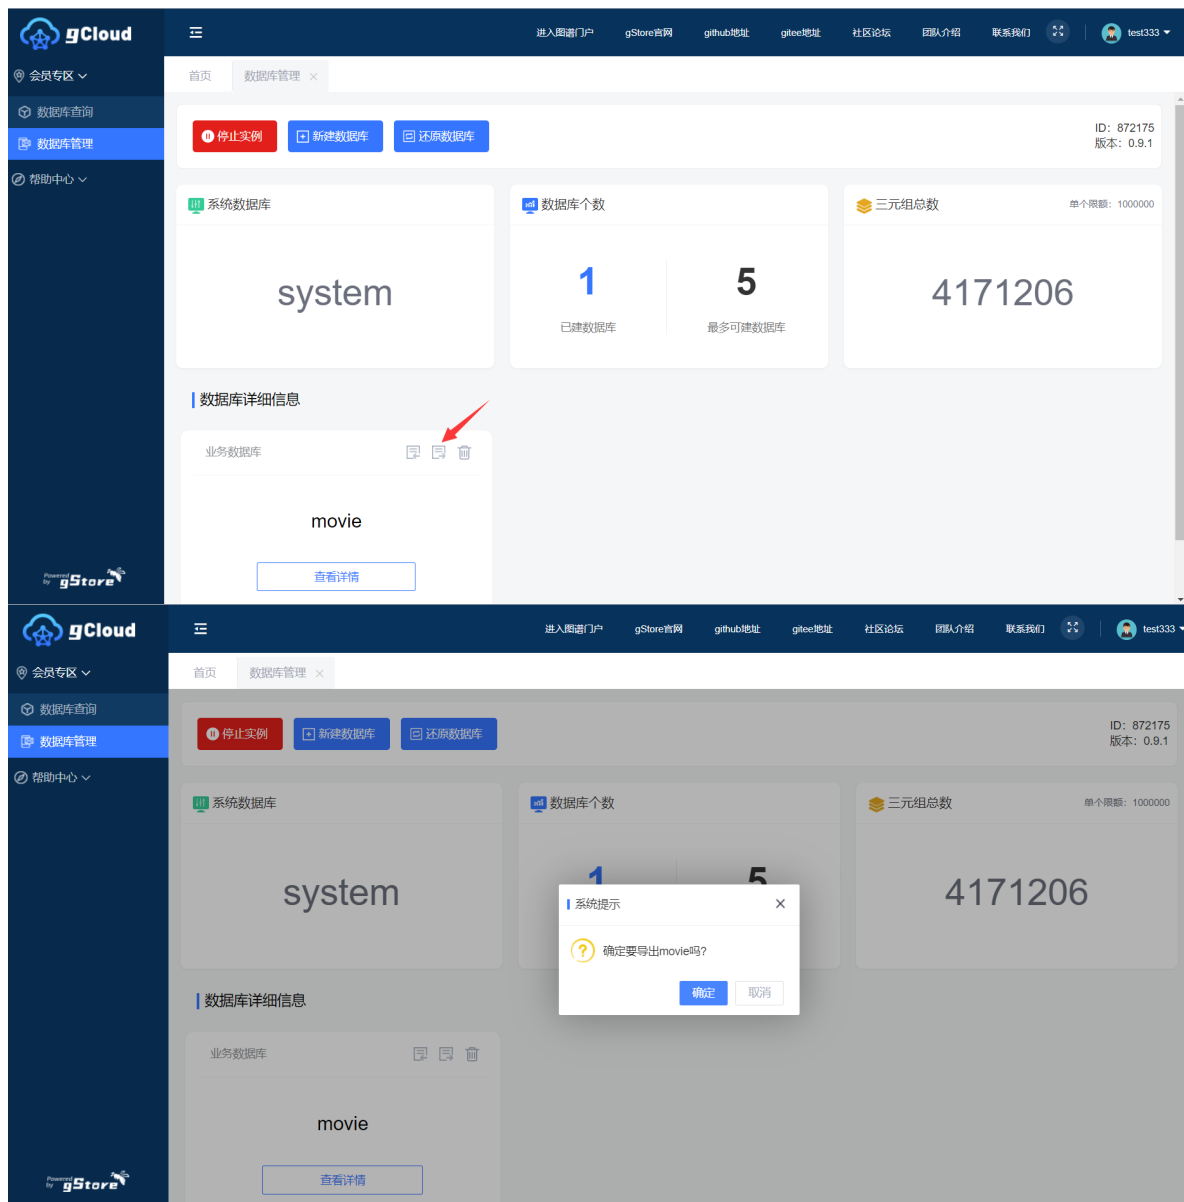 gCloud
进入图谱门户 gStore官网 github地址 gitee地址 社区论坛 团队介绍 联系我们 test333
会员专区
首页 数据库管理
数据库查询
数据库管理
帮助中心
停止实例 新建数据库 还原数据库
ID: 872175
版本: 0.9.1
系统数据库
system
数据库个数
1 5
已建数据库 最多可建数据库
三元组总数 单个限额: 1000000
4171206
数据库详细信息
业务数据库
movie
查看详情
Powered by gStore
gCloud
进入图谱门户 gStore官网 github地址 gitee地址 社区论坛 团队介绍 联系我们 test333
会员专区
首页 数据库管理
数据库查询
数据库管理
帮助中心
停止实例 新建数据库 还原数据库
ID: 872175
版本: 0.9.1
系统数据库
system
数据库个数
1 5
三元组总数 单个限额: 1000000
4171206
系统提示
确定要导出movie吗?
确定 取消
数据库详细信息
业务数据库
movie
查看详情
Powered by gStore